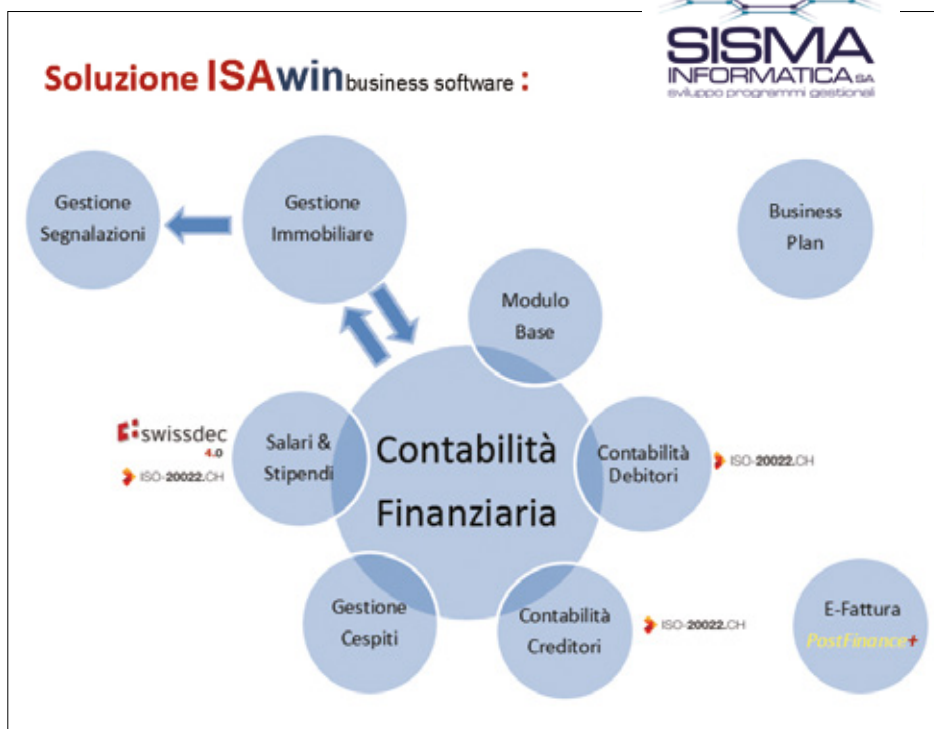 SISMA
INFORMATICA SA
sviluppo programmi gestionali
Soluzione ISAwin business software :
Gestione
Segnalazioni
Gestione
Immobiliare
Business
Plan
Modulo
Base
swissdec
4.0
ISO-20022.CH
Salari &
Stipendi
Contabilità
Finanziaria
Contabilità
Debitori
ISO-20022.CH
Gestione
Cespiti
Contabilità
Creditori
ISO-20022.CH
E-Fattura
PostFinance+